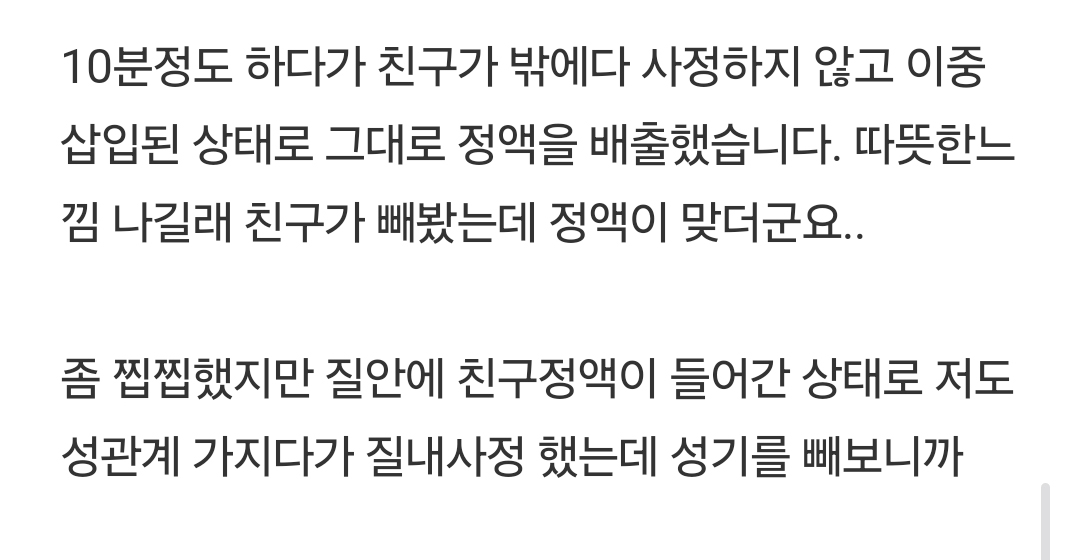 10분정도 하다가 친구가 밖에다 사정하지 않고 이중
삽입된 상태로 그대로 정액을 배출했습니다. 따뜻한느
낌 나길래 친구가 빼봤는데 정액이 맞더군요..
좀 찝찝했지만 질안에 친구정액이 들어간 상태로 저도
성관계 가지다가 질내사정 했는데 성기를 빼보니까